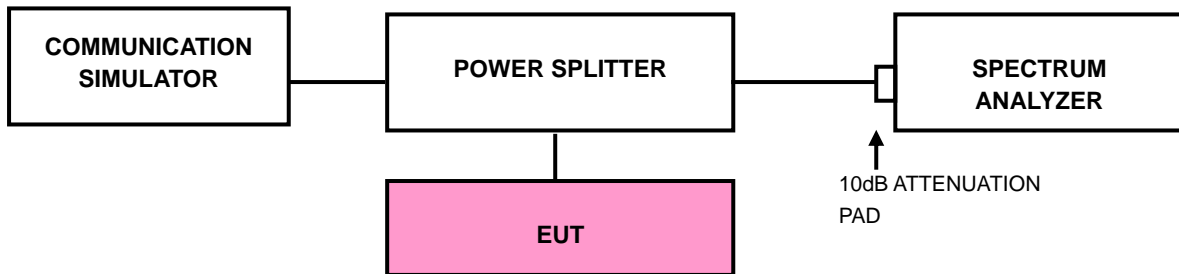 COMMUNICATION
SIMULATOR
POWER SPLITTER
SPECTRUM
ANALYZER
10dB ATTENUATION
PAD
EUT